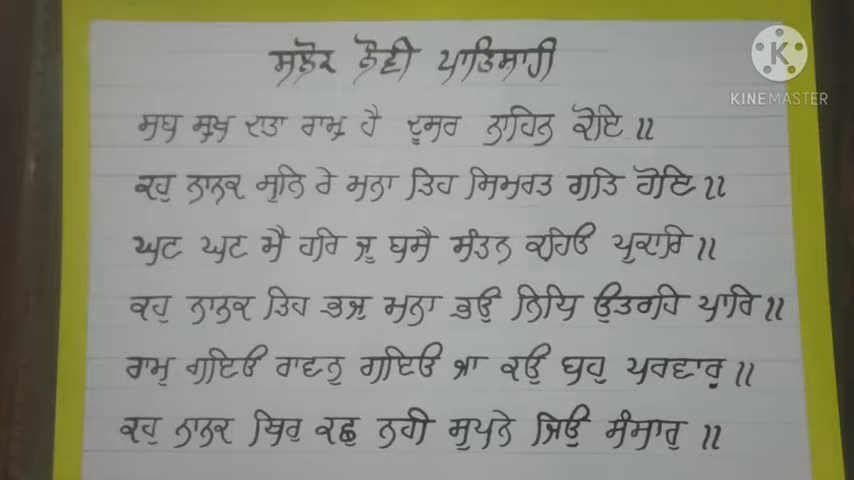 ਸਲੋਕ ਨੌਵੀ ਪਾਤਿਸਾਹੀ
ਸਭ ਸੁਖ ਦਾਤਾ ਰਾਮੁ ਹੈ ਦੂਸਰ ਨਾਹਿਨ ਕੋਇ ॥
ਕਹੁ ਨਾਨਕ ਸੁਨਿ ਰੇ ਮਨਾ ਤਿਹ ਸਿਮਰਤ ਗਤਿ ਹੋਇ ॥
ਘਟ ਘਟ ਮੈ ਹਰਿ ਜੂ ਬਸੈ ਸੰਤਨ ਕਹਿਓ ਪੁਕਾਰਿ ॥
ਕਹੁ ਨਾਨਕ ਤਿਹ ਭਜੁ ਮਨਾ ਭਉ ਨਿਧਿ ਉਤਰਹਿ ਪਾਰਿ ॥
ਰਾਮੁ ਗਇਓ ਰਾਵਨੁ ਗਇਓ ਜਾ ਕਉ ਬਹੁ ਪਰਵਾਰੁ ॥
ਕਹੁ ਨਾਨਕ ਥਿਰੁ ਕਛੁ ਨਹੀ ਸੁਪਨੇ ਜਿਉ ਸੰਸਾਰੁ ॥
KINEMASTER